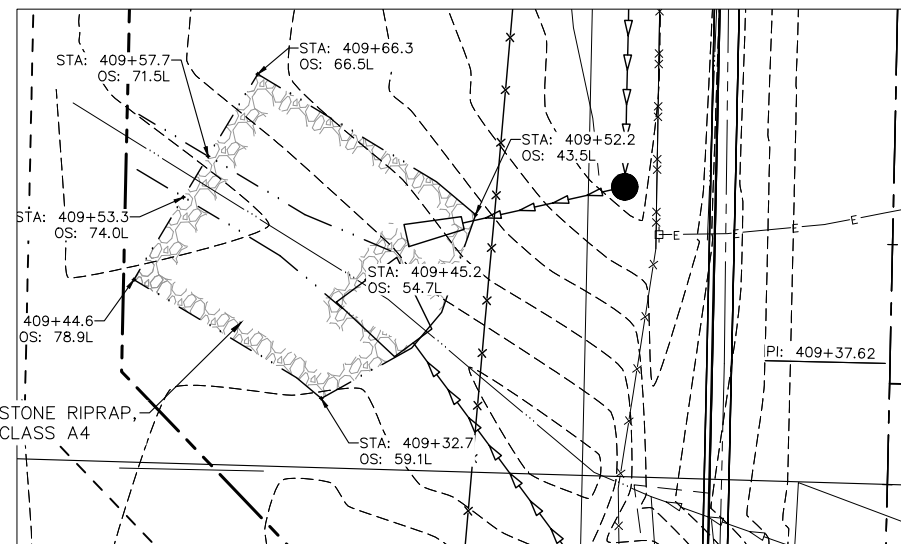 STA: 409+66.3
OS: 66.5L
STA: 409+57.7
OS: 71.5L
STA: 409+52.2
OS: 43.5L
STA: 409+53.3
OS: 74.0L
E
E
E
E
STA: 409+45.2
OS: 54.7L
409+44.6
OS: 78.9L
PI: 409+37.62
STONE RIPRAP,
CLASS A4
STA: 409+32.7
OS: 59.1L